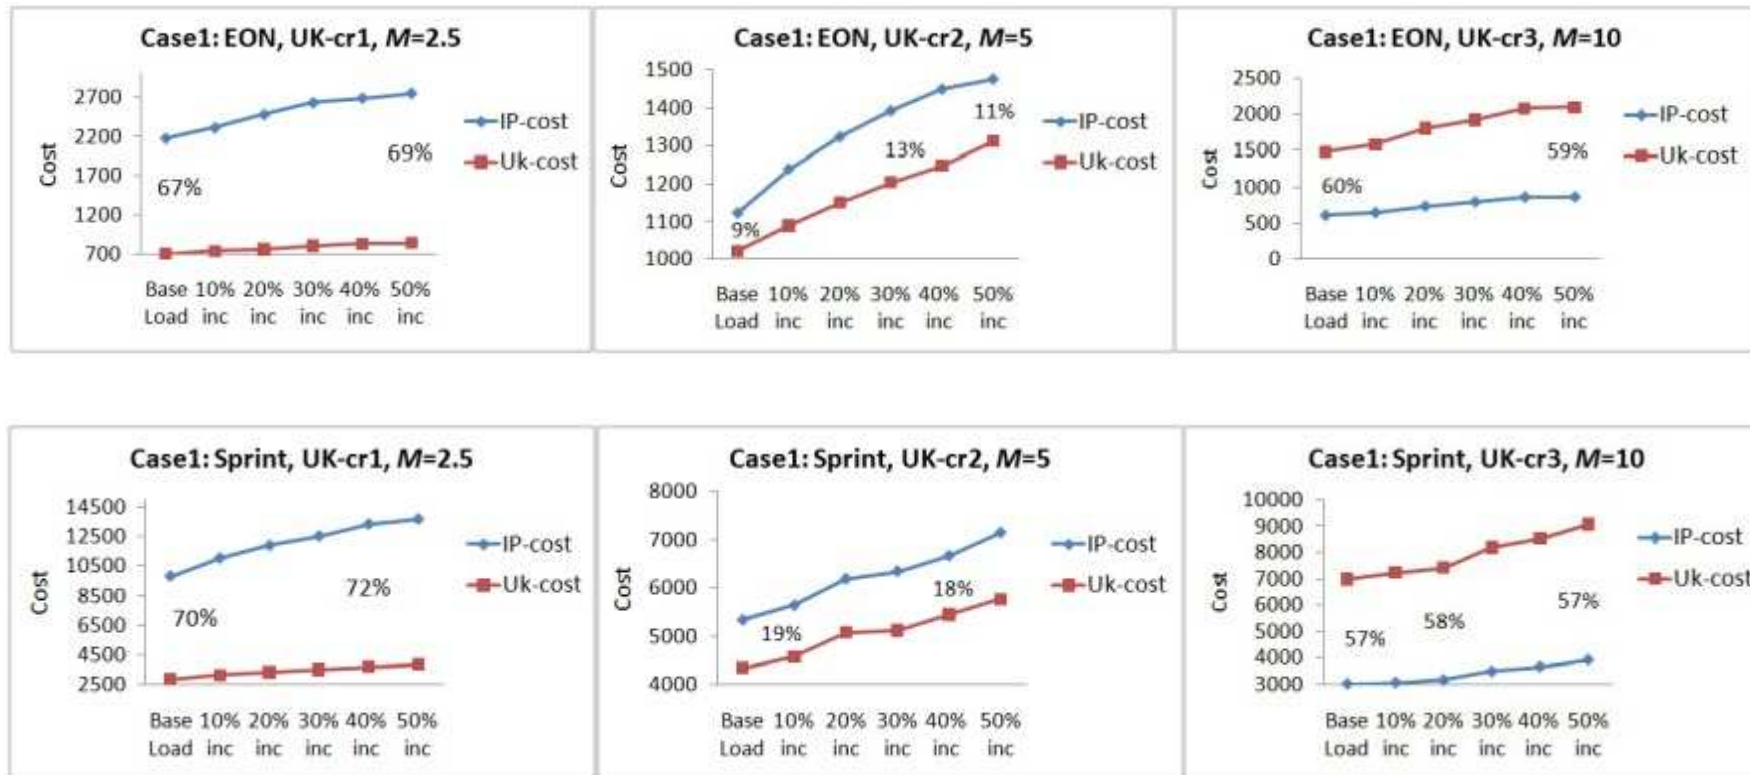 Case1: EON, UK-cr1, M=2.5
2700
2200
1700
1200
700
Cost
67%
69%
IP-cost
Uk-cost
Base 10% 20% 30% 40% 50%
Load inc inc inc inc inc
Case1: EON, UK-cr2, M=5
1500
1400
1300
1200
1100
1000
Cost
9%
13%
11%
IP-cost
Uk-cost
Base 10% 20% 30% 40% 50%
Load inc inc inc inc inc
Case1: EON, UK-cr3, M=10
2500
2000
1500
1000
500
0
Cost
60%
59%
IP-cost
Uk-cost
Base 10% 20% 30% 40% 50%
Load inc inc inc inc inc
Case1: Sprint, UK-cr1, M=2.5
14500
12500
10500
8500
6500
4500
2500
Cost
70%
72%
IP-cost
Uk-cost
Base 10% 20% 30% 40% 50%
Load inc inc inc inc inc
Case1: Sprint, UK-cr2, M=5
8000
7000
6000
5000
4000
Cost
19%
18%
IP-cost
Uk-cost
Base 10% 20% 30% 40% 50%
Load inc inc inc inc inc
Case1: Sprint, UK-cr3, M=10
10000
9000
8000
7000
6000
5000
4000
3000
Cost
57%
58%
57%
IP-cost
Uk-cost
Base 10% 20% 30% 40% 50%
Load inc inc inc inc inc